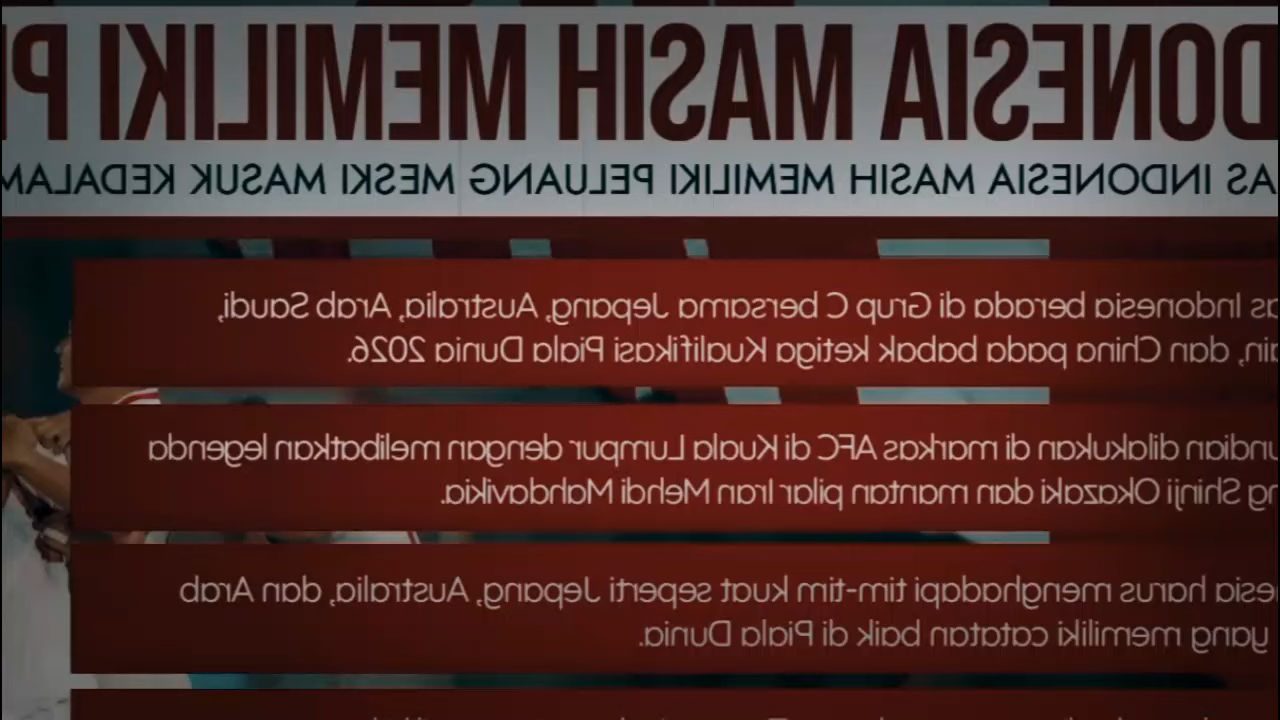 DONESIA MASIH MEMILIKI P
AS INDONESIA MASIH MEMILIKI PELUANG MESKI MASUK KEDALAM
as Indonesia berada di Grup C bersama Jepang, Australia, Arab Saudi,
ain, dan China pada babak ketiga Kualifikasi Piala Dunia 2026.
undian dilakukan di markas AFC di Kuala Lumpur dengan melibatkan legenda
ng Shinji Okazaki dan mantan pilar Iran Mehdi Mahdavikia.
esia harus menghadapi tim-tim kuat seperti Jepang, Australia, dan Arab
yang memiliki catatan baik di Piala Dunia.